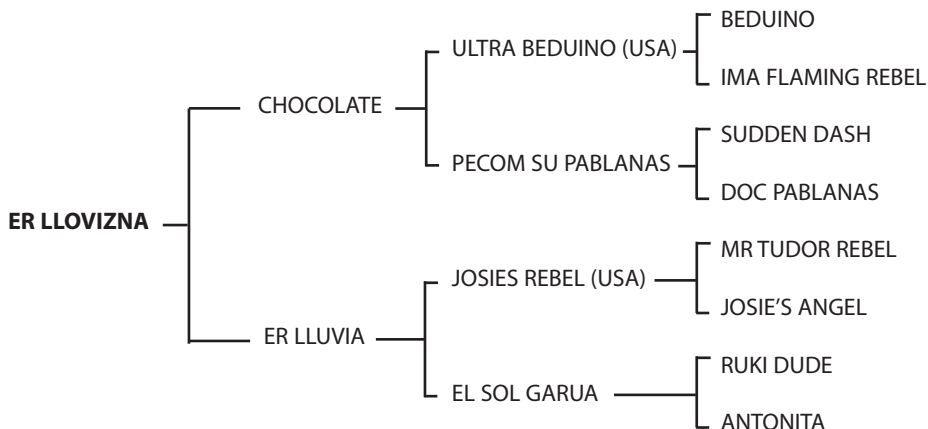 BEDUINO
ULTRA BEDUINO (USA)
IMA FLAMING REBEL
CHOCOLATE
SUDDEN DASH
PECOM SU PABLANAS
DOC PABLANAS
ER LLOVIZNA
MR TUDOR REBEL
JOSIES REBEL (USA)
JOSIE'S ANGEL
ER LLUVIA
RUKI DUDE
EL SOL GARUA
ANTONITA